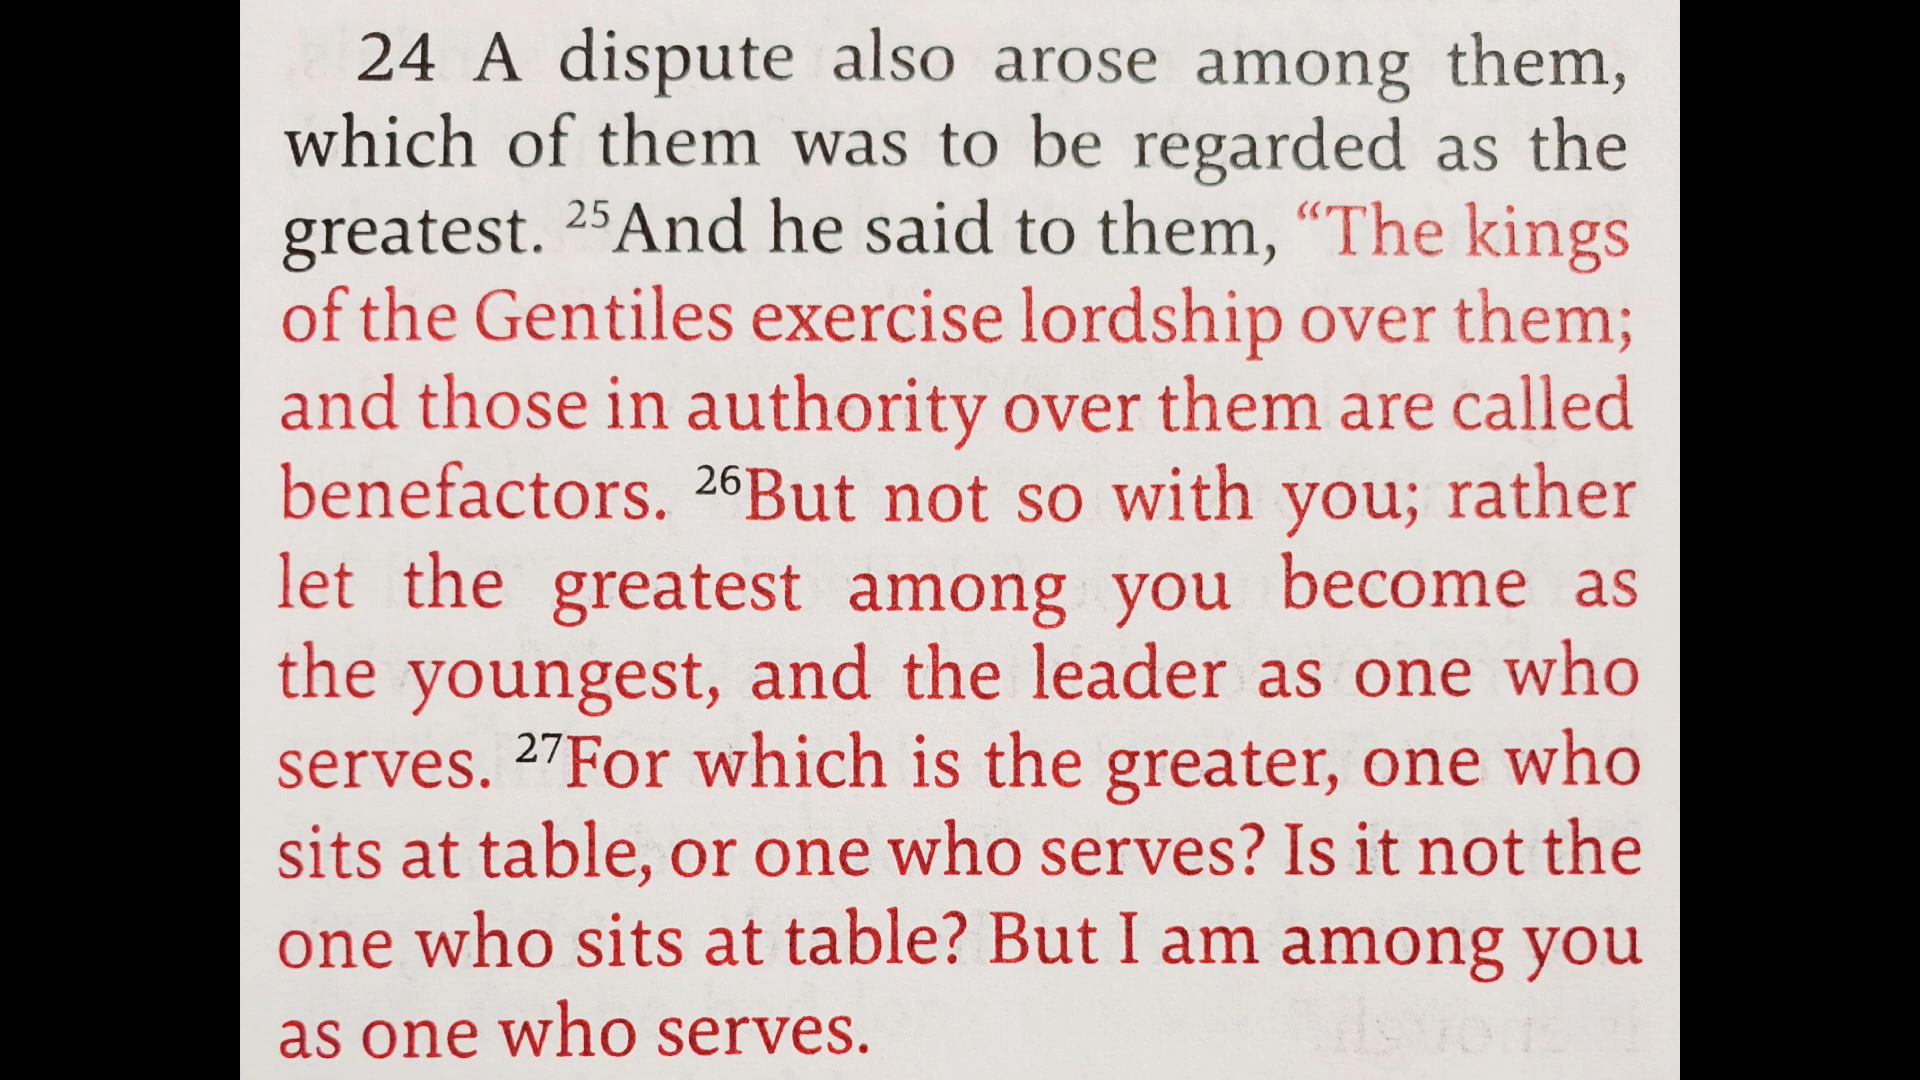 24 A dispute also arose among them,
which of them was to be regarded as the
greatest. 25And he said to them, “The kings
of the Gentiles exercise lordship over them;
and those in authority over them are called
benefactors. 26But not so with you; rather
let the greatest among you become as
the youngest, and the leader as one who
serves. 27For which is the greater, one who
sits at table, or one who serves? Is it not the
one who sits at table? But I am among you
as one who serves.